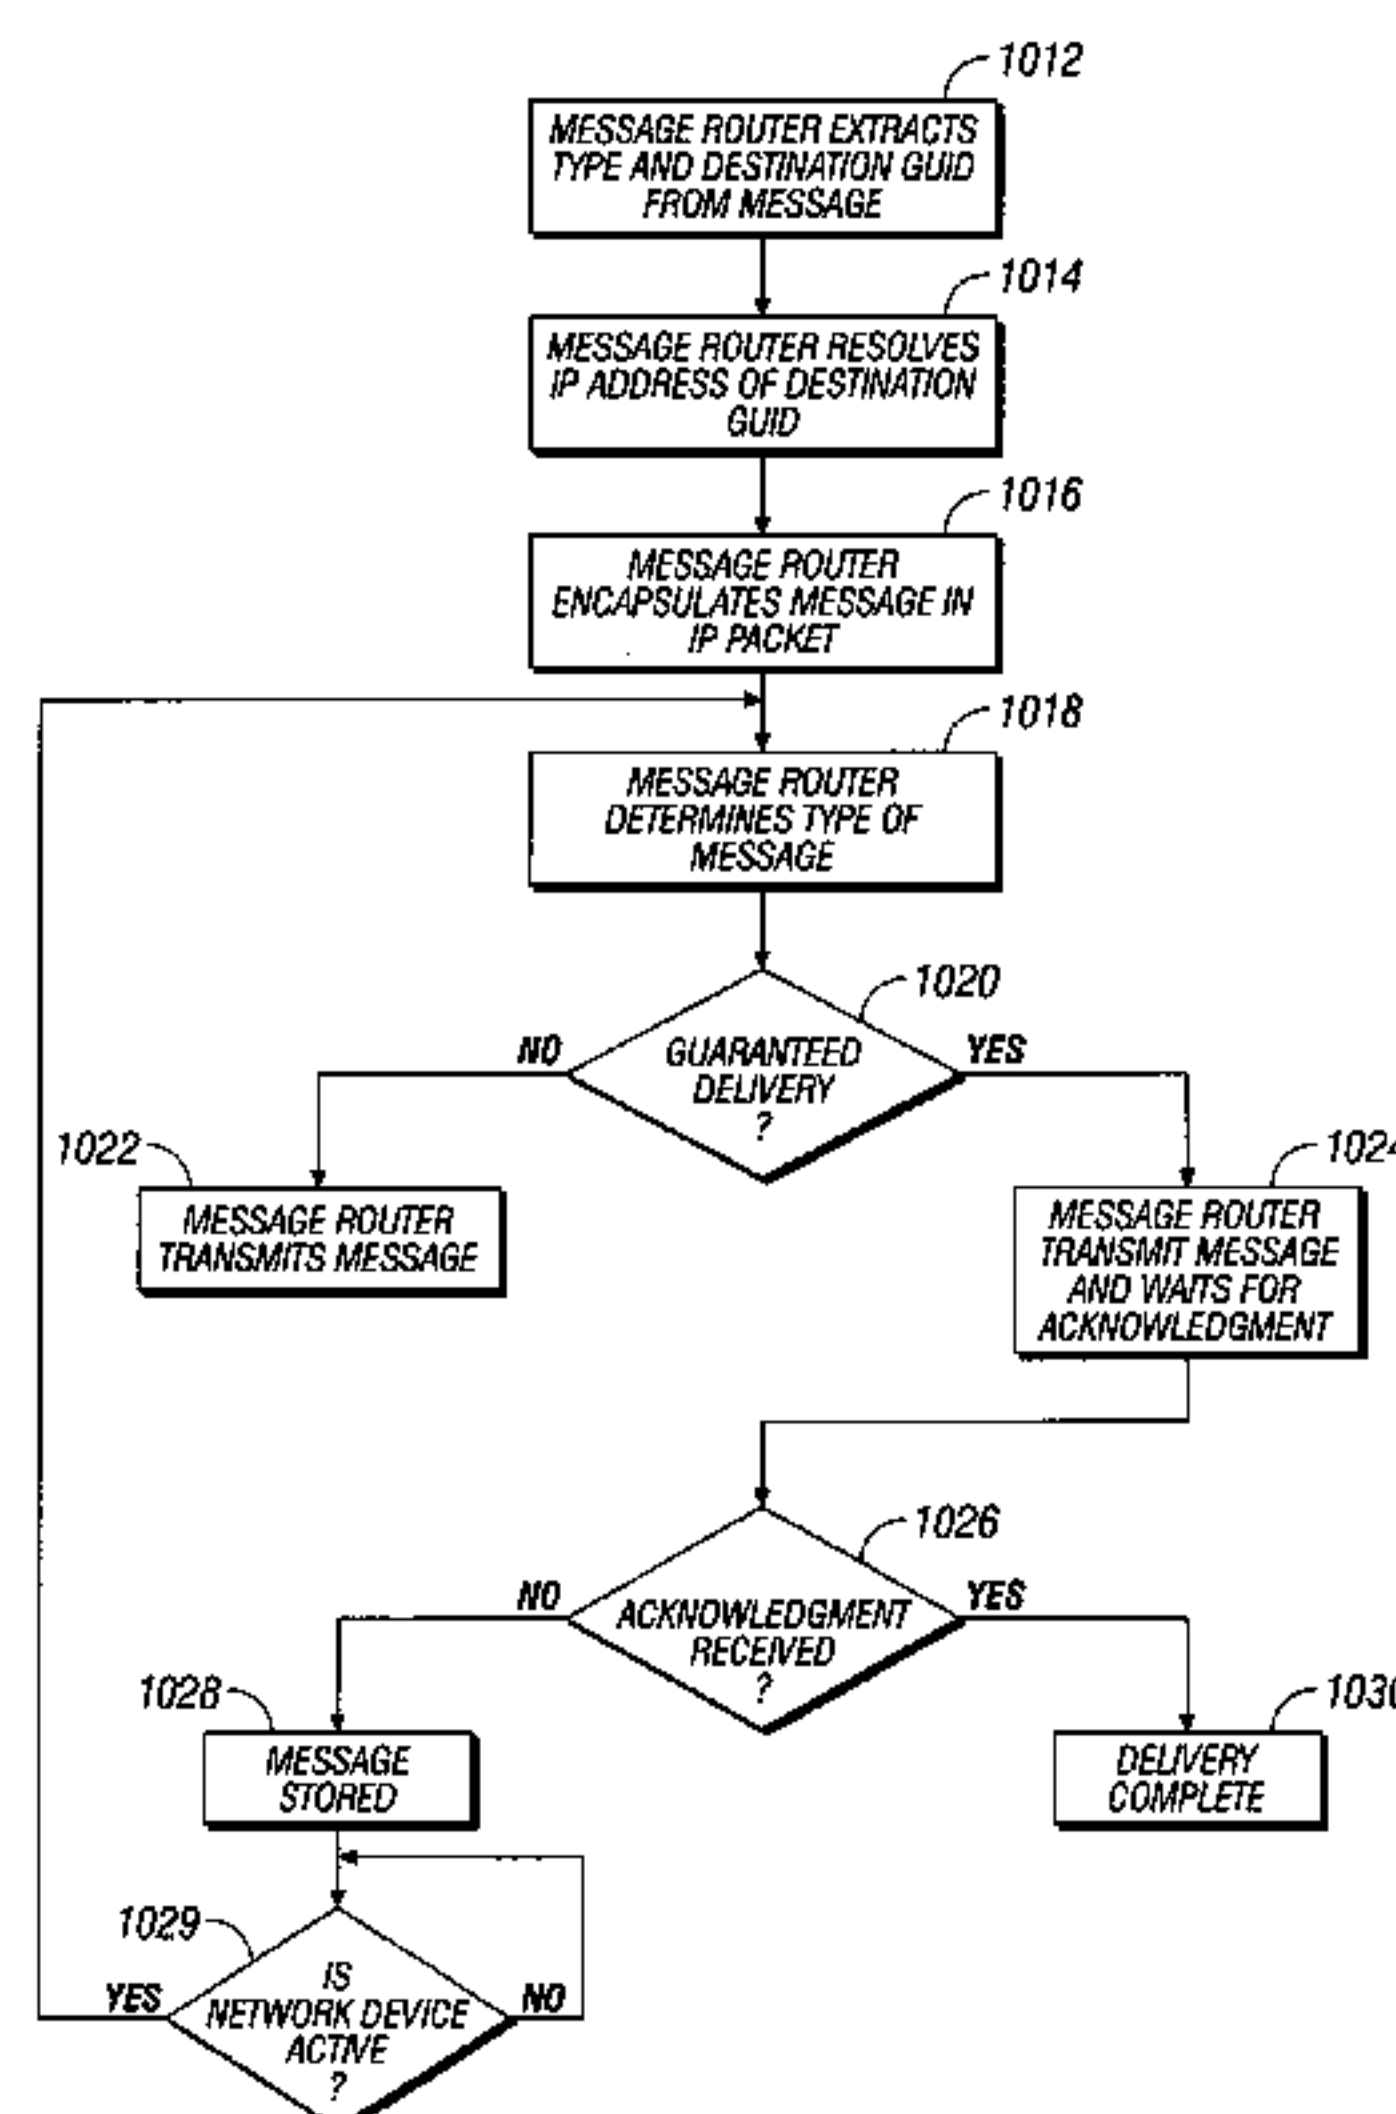 1012
MESSAGE ROUTER EXTRACTS
TYPE AND DESTINATION GUID
FROM MESSAGE
1014
MESSAGE ROUTER RESOLVES
IP ADDRESS OF DESTINATION
GUID
1016
MESSAGE ROUTER
ENCAPSULATES MESSAGE IN
IP PACKET
1018
MESSAGE ROUTER
DETERMINES TYPE OF
MESSAGE
1020
NO
GUARANTEED
DELIVERY
?
YES
1022
MESSAGE ROUTER
TRANSMITS MESSAGE
1024
MESSAGE ROUTER
TRANSMIT MESSAGE
AND WAITS FOR
ACKNOWLEDGMENT
1026
NO
ACKNOWLEDGMENT
RECEIVED
?
YES
1028
MESSAGE
STORED
1030
DELIVERY
COMPLETE
1029
YES
IS
NETWORK DEVICE
ACTIVE
?
NO